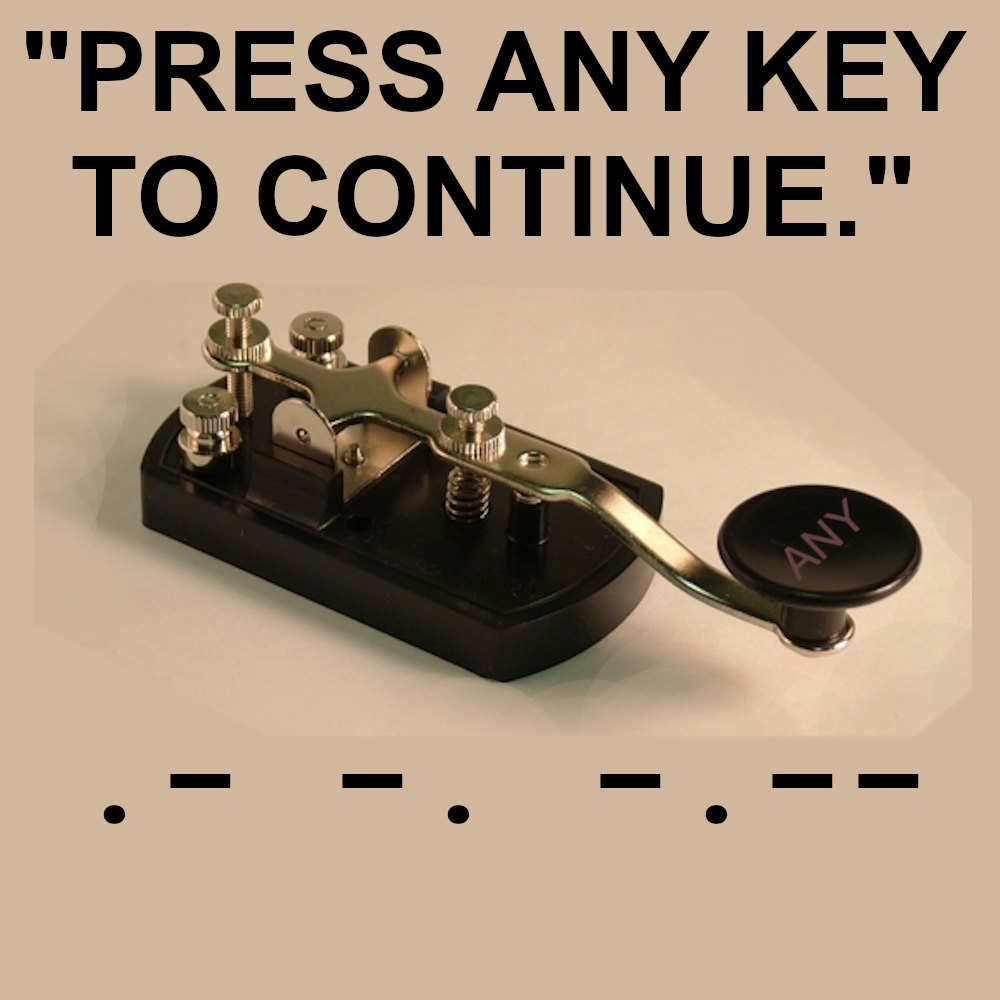 "PRESS ANY KEY
TO CONTINUE."
ANY
.– –. –.––